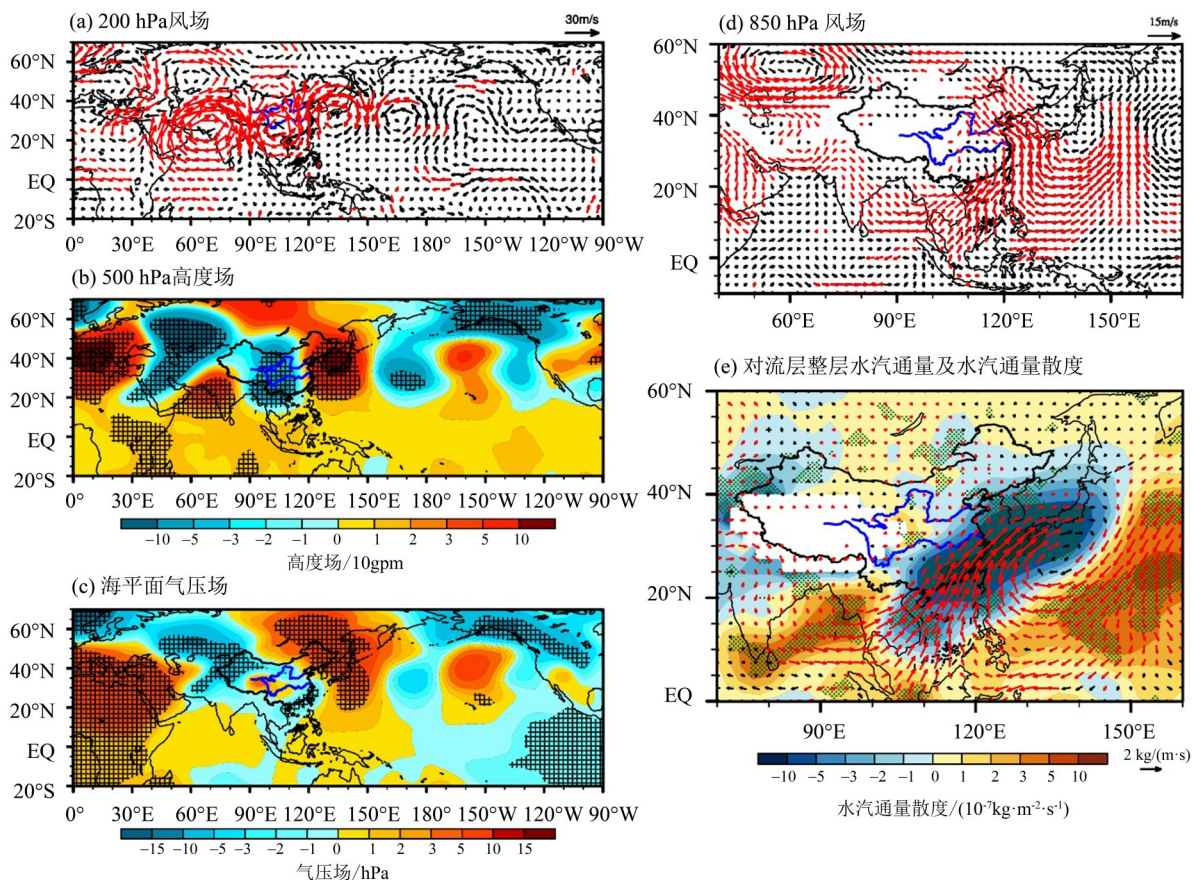 (a) 200 hPa风场
30m/s
60°N
40°N
20°N
EQ
20°S
0° 30°E 60°E 90°E 120°E 150°E 180° 150°W 120°W 90°W
(b) 500 hPa高度场
60°N
40°N
20°N
EQ
20°S
0° 30°E 60°E 90°E 120°E 150°E 180° 150°W 120°W 90°W
−10 −5 −3 −2 −1 0 1 2 3 5 10
高度场/10gpm
(c) 海平面气压场
60°N
40°N
20°N
EQ
20°S
0° 30°E 60°E 90°E 120°E 150°E 180° 150°W 120°W 90°W
−15 −10 −5 −3 −2 −1 0 1 2 3 5 10 15
气压场/hPa
(d) 850 hPa 风场
15m/s
60°N
40°N
20°N
EQ
60°E 90°E 120°E 150°E
(e) 对流层整层水汽通量及水汽通量散度
60°N
40°N
20°N
EQ
90°E 120°E 150°E
−10 −5 −3 −2 −1 0 1 2 3 5 10
2 kg/(m·s)
水汽通量散度/(10⁻⁷kg·m⁻²·s⁻¹)